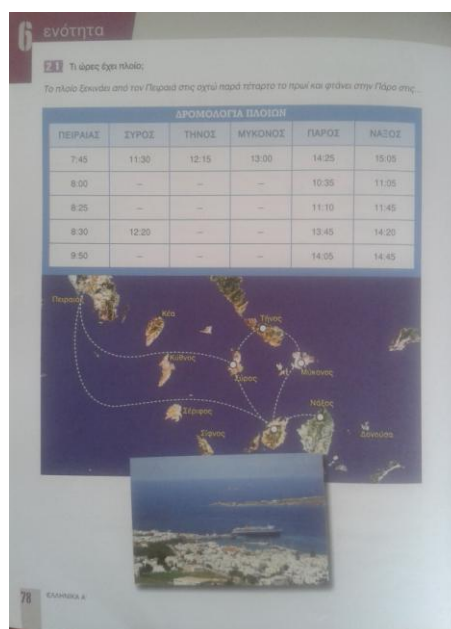 6 ενότητα
2.1 Τι ώρες έχει πλοίο;
Το πλοίο ξεκινάει από τον Πειραιά στις οχτώ παρά τέταρτο το πρωί και φτάνει στην Πάρο στις...
ΔΡΟΜΟΛΟΓΙΑ ΠΛΟΙΩΝ
ΠΕΙΡΑΙΑΣ ΣΥΡΟΣ ΤΗΝΟΣ ΜΥΚΟΝΟΣ ΠΑΡΟΣ ΝΑΞΟΣ
7:45 11:30 12:15 13:00 14:25 15:05
8:00 – – – 10:35 11:05
8:25 – – – 11:10 11:45
8:30 12:20 – – 13:45 14:20
9:50 – – – 14:05 14:45
Πειραιάς
Κέα
Τήνος
Κύθνος
Σύρος
Μύκονος
Σέριφος
Νάξος
Σίφνος
Δονούσα
78 ΕΛΛΗΝΙΚΑ Α'